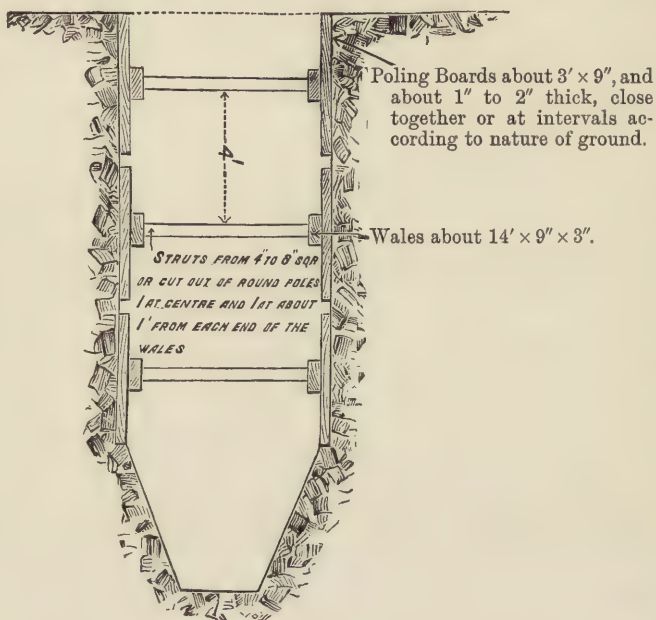 Poling Boards about 3′ × 9″, and
about 1″ to 2″ thick, close
together or at intervals ac-
cording to nature of ground.
4′
Wales about 14′ × 9″ × 3″.
STRUTS FROM 4″ TO 8″ SQR
OR CUT OUT OF ROUND POLES
1 AT CENTRE AND 1 AT ABOUT
1′ FROM EACH END OF THE
WALES